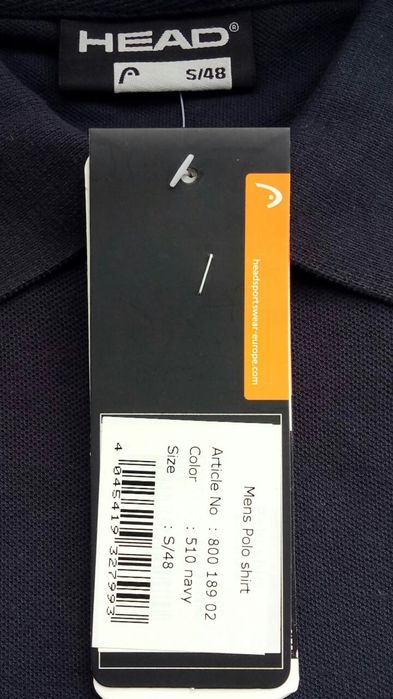 HEAD®
S/48
headsportswear-europe.com
Mens Polo shirt
Article No : 800 189 02
Color : 510 navy
Size : S/48
4 045419 327993